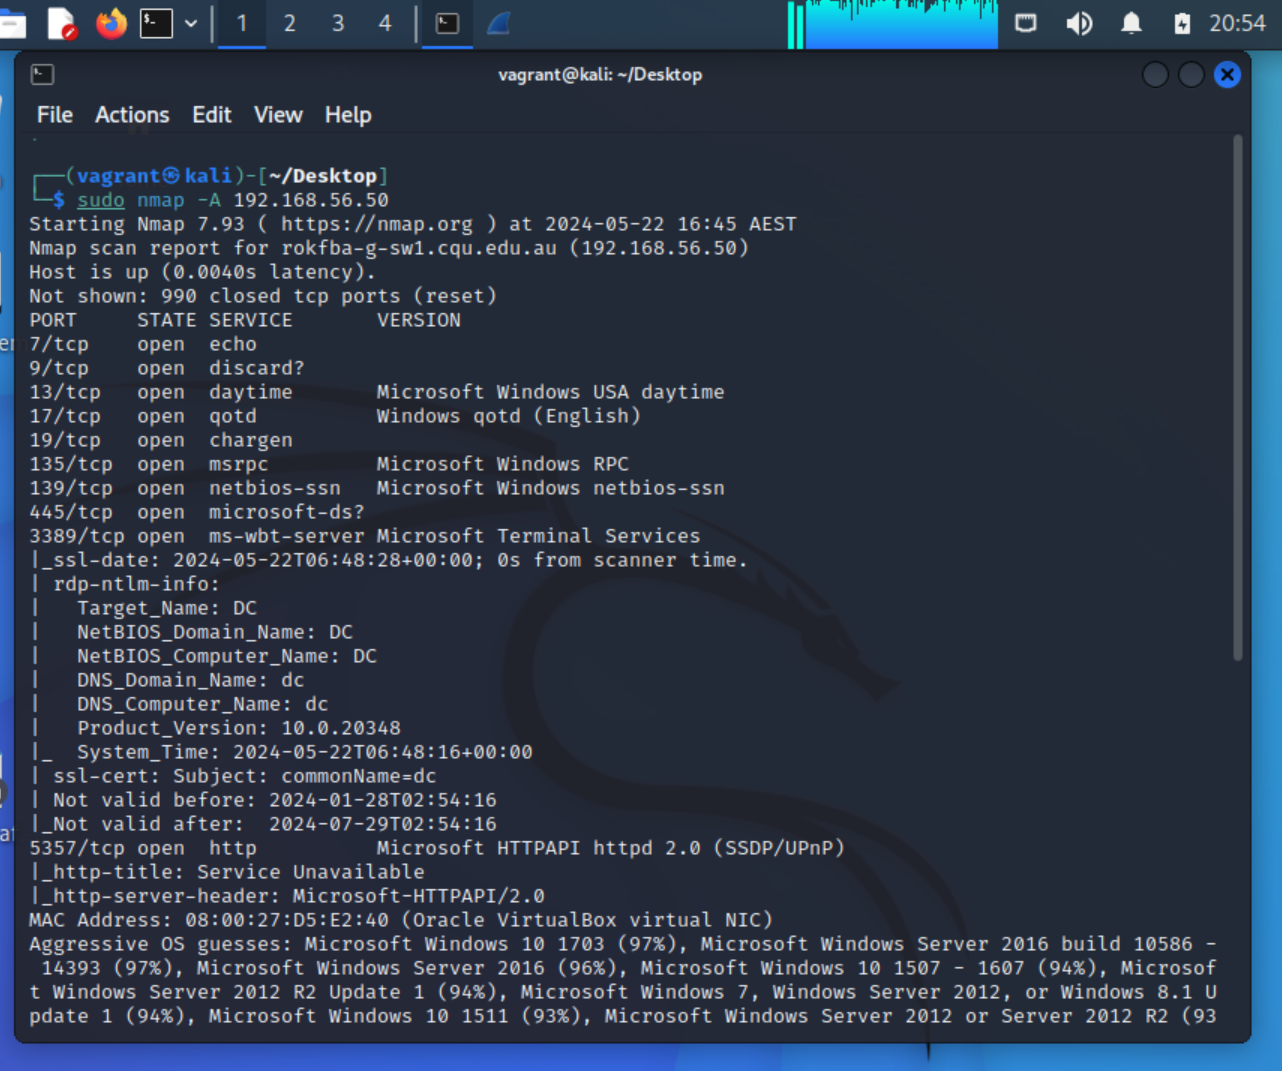 1 2 3 4 20:54
vagrant@kali: ~/Desktop
File Actions Edit View Help
(vagrant㉿kali)-[~/Desktop]
$ sudo nmap -A 192.168.56.50
Starting Nmap 7.93 ( https://nmap.org ) at 2024-05-22 16:45 AEST
Nmap scan report for rokfba-g-sw1.cqu.edu.au (192.168.56.50)
Host is up (0.0040s latency).
Not shown: 990 closed tcp ports (reset)
PORT     STATE SERVICE       VERSION
7/tcp    open  echo
9/tcp    open  discard?
13/tcp   open  daytime       Microsoft Windows USA daytime
17/tcp   open  qotd          Windows qotd (English)
19/tcp   open  chargen
135/tcp  open  msrpc         Microsoft Windows RPC
139/tcp  open  netbios-ssn   Microsoft Windows netbios-ssn
445/tcp  open  microsoft-ds?
3389/tcp open  ms-wbt-server Microsoft Terminal Services
|_ssl-date: 2024-05-22T06:48:28+00:00; 0s from scanner time.
| rdp-ntlm-info:
|   Target_Name: DC
|   NetBIOS_Domain_Name: DC
|   NetBIOS_Computer_Name: DC
|   DNS_Domain_Name: dc
|   DNS_Computer_Name: dc
|   Product_Version: 10.0.20348
|_  System_Time: 2024-05-22T06:48:16+00:00
| ssl-cert: Subject: commonName=dc
| Not valid before: 2024-01-28T02:54:16
|_Not valid after:  2024-07-29T02:54:16
5357/tcp open  http          Microsoft HTTPAPI httpd 2.0 (SSDP/UPnP)
|_http-title: Service Unavailable
|_http-server-header: Microsoft-HTTPAPI/2.0
MAC Address: 08:00:27:D5:E2:40 (Oracle VirtualBox virtual NIC)
Aggressive OS guesses: Microsoft Windows 10 1703 (97%), Microsoft Windows Server 2016 build 10586 -
 14393 (97%), Microsoft Windows Server 2016 (96%), Microsoft Windows 10 1507 - 1607 (94%), Microsof
t Windows Server 2012 R2 Update 1 (94%), Microsoft Windows 7, Windows Server 2012, or Windows 8.1 U
pdate 1 (94%), Microsoft Windows 10 1511 (93%), Microsoft Windows Server 2012 or Server 2012 R2 (93